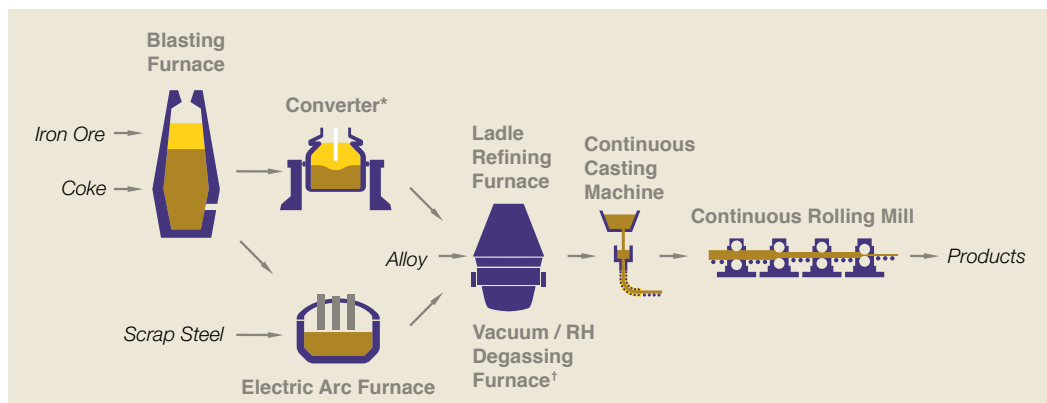 Blasting
Furnace
Iron Ore
Coke
Converter*
Scrap Steel
Electric Arc Furnace
Alloy
Ladle
Refining
Furnace
Vacuum / RH
Degassing
Furnace†
Continuous
Casting
Machine
Continuous Rolling Mill
Products